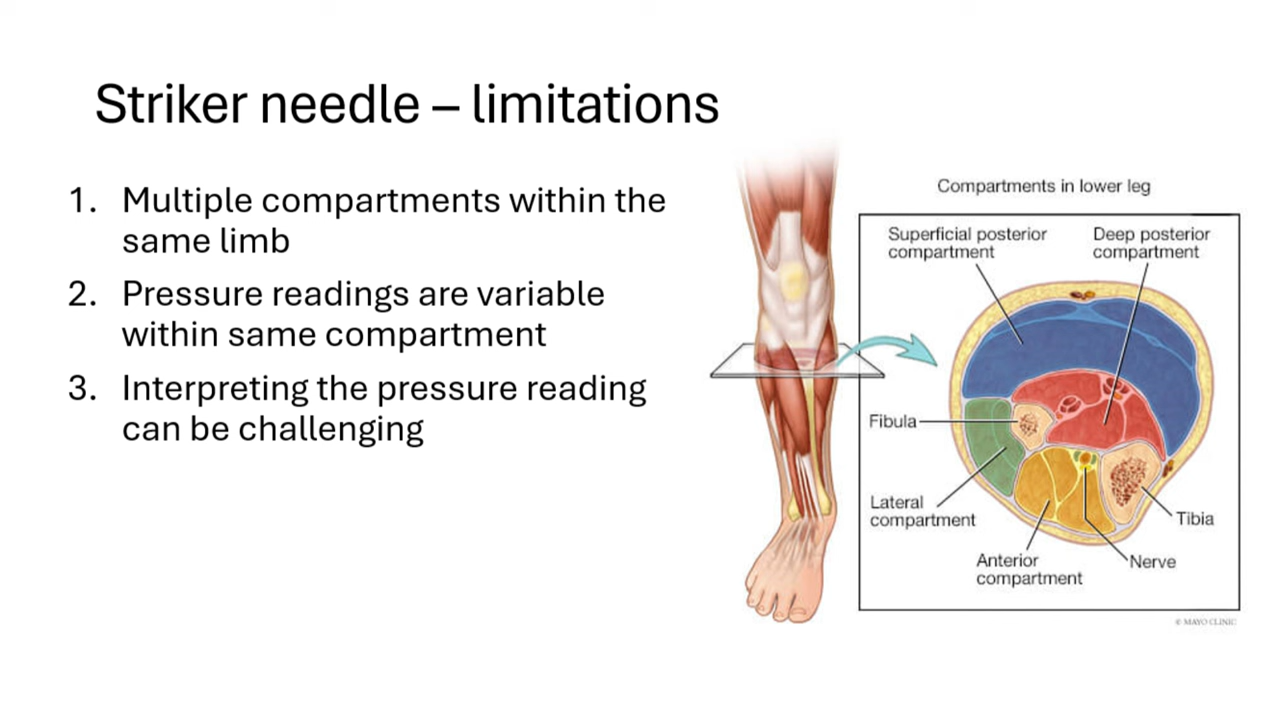 Striker needle – limitations
1. Multiple compartments within the
same limb
2. Pressure readings are variable
within same compartment
3. Interpreting the pressure reading
can be challenging
Compartments in lower leg
Superficial posterior
compartment
Deep posterior
compartment
Fibula
Lateral
compartment
Tibia
Anterior
compartment
Nerve
© MAYO CLINIC